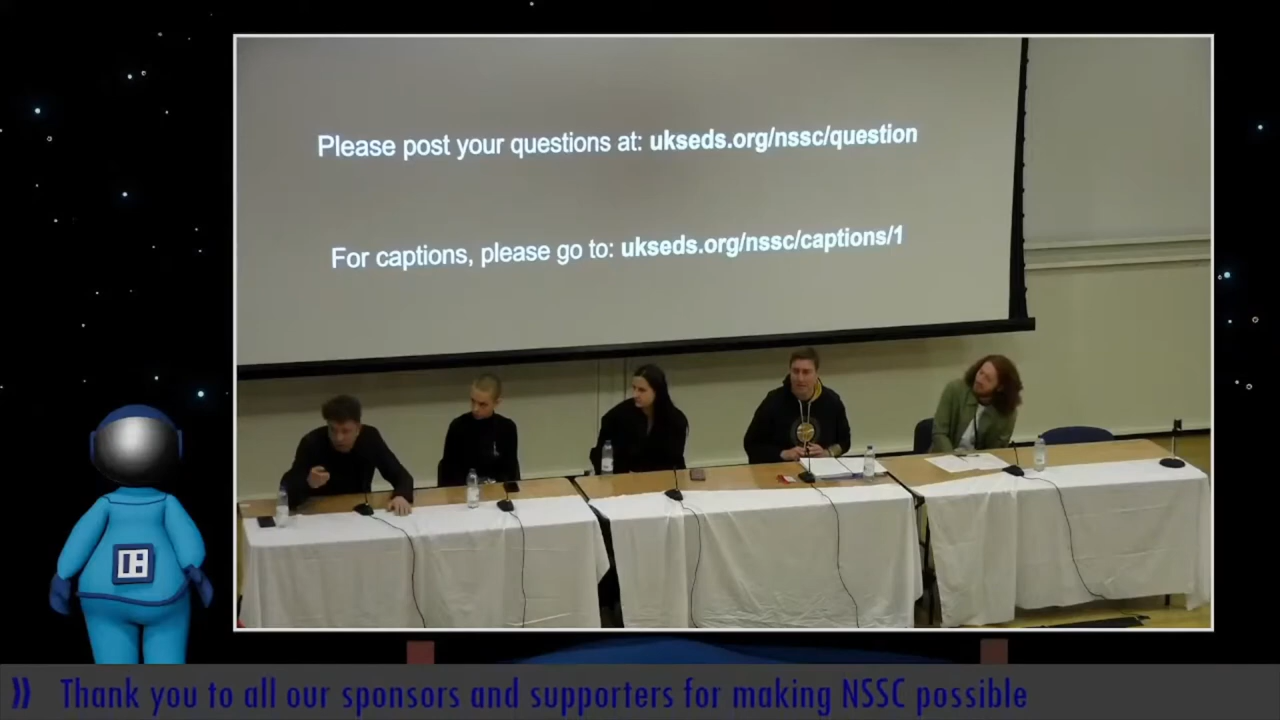 Please post your questions at: ukseds.org/nssc/question
For captions, please go to: ukseds.org/nssc/captions/1
» Thank you to all our sponsors and supporters for making NSSC possible